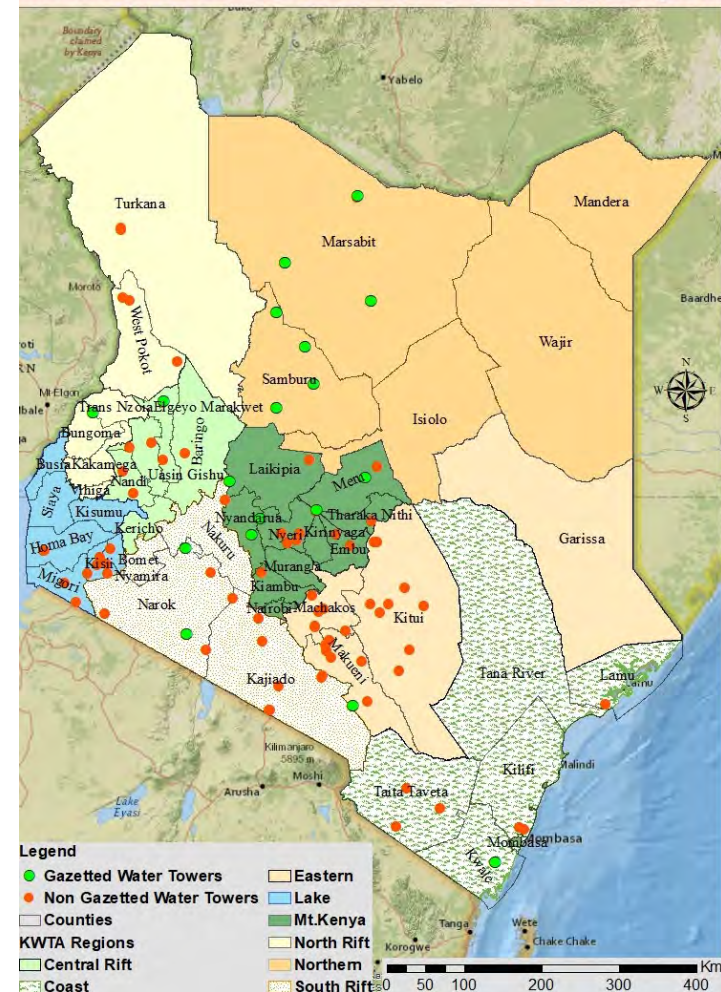 Boundary
claimed
by Kenya
Yabelo
Turkana
Mandera
Marsabit
Moroto
Baardhe
West Pokot
Wajir
N
W
E
S
Mt Elgon
Mbale
Samburu
Trans Nzoia
Elgeyo Marakwet
Isiolo
Bungoma
Baringo
Busia
Kakamega
Uasin Gishu
Laikipia
Meru
Nandi
Siaya
Kisumu
Nyandarua
Tharaka Nithi
Kericho
Nakuru
Nyeri
Kirinyaga
Garissa
Homa Bay
Embu
Kisii
Bomet
Muranga
Nyamira
Migori
Kiambu
Narok
Nairobi
Machakos
Kitui
Makueni
Kajiado
Tana River
Lamu
Kilimanjaro
5895 m
Kilifi
Malindi
Moshi
Arusha
Taita Taveta
Lake
Eyasi
Mombasa
Mombasa
Kwale
Legend
Gazetted Water Towers
Non Gazetted Water Towers
Counties
KWTA Regions
Central Rift
Coast
Eastern
Lake
Mt.Kenya
North Rift
Northern
South Rift
Tanga
Wete
Chake Chake
Korogwe
Km
0 50 100 200 300 400